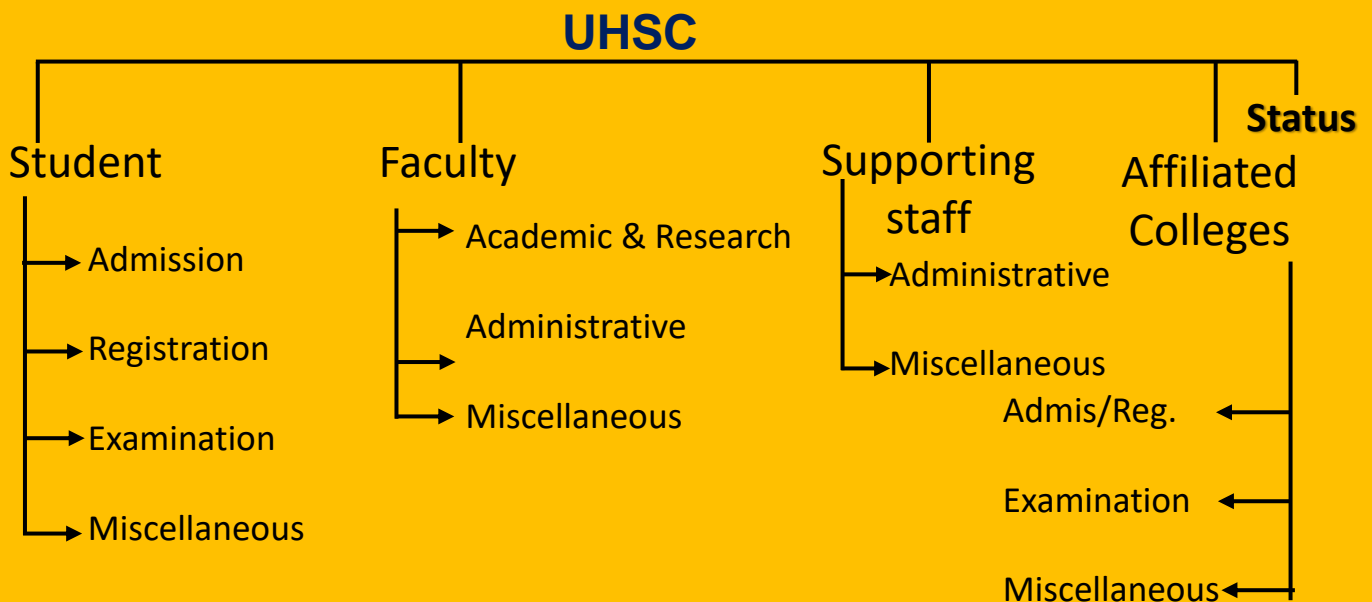 UHSC
Status
Student
Faculty
Supporting
staff
Affiliated
Colleges
Admission
Registration
Examination
Miscellaneous
Academic & Research
Administrative
Miscellaneous
Administrative
Miscellaneous
Admis/Reg.
Examination
Miscellaneous